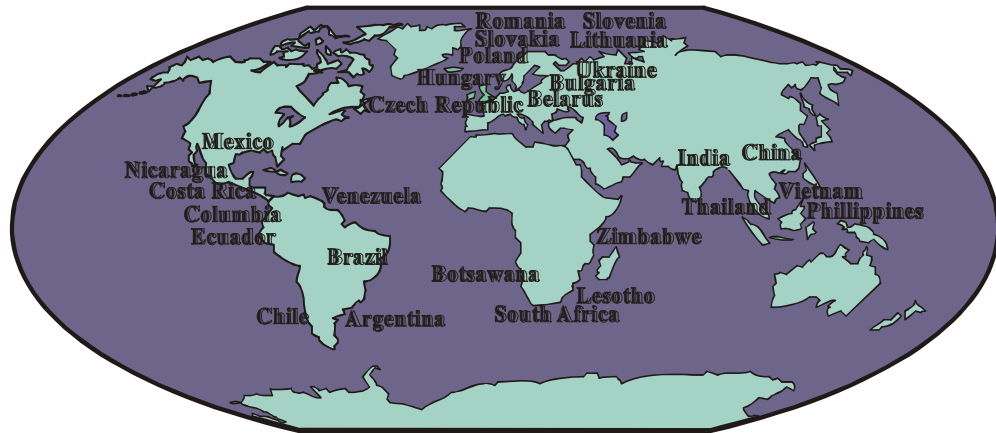 Romania Slovenia
Slovakia Lithuania
Poland
Ukraine
Hungary
Bulgaria
Belarus
Czech Republic
Mexico
China
India
Nicaragua
Costa Rica
Vietnam
Venezuela
Thailand
Phillippines
Columbia
Ecuador
Zimbabwe
Brazil
Botsawana
Lesotho
South Africa
Chile
Argentina